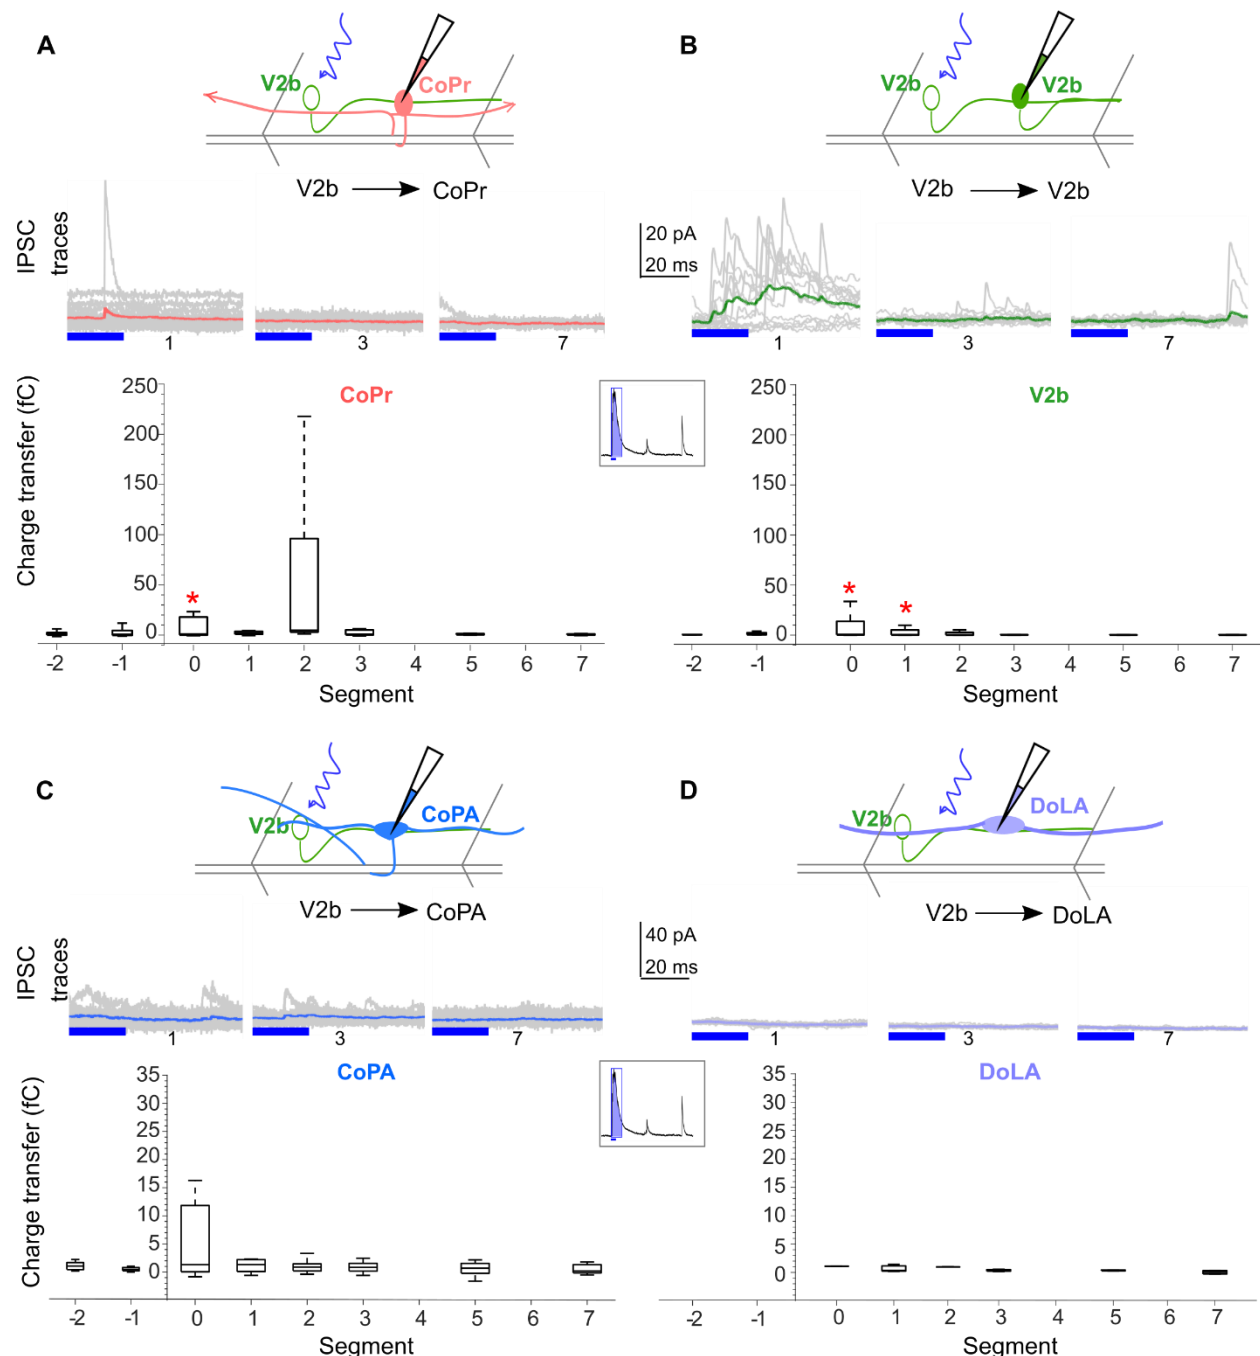 A
V2b
CoPr
V2b → CoPr
B
V2b
V2b
V2b → V2b
IPSC
traces
1
3
7
20 pA
20 ms
1
3
7
CoPr
Charge transfer (fC)
250
200
150
100
50
0
*
-2 -1 0 1 2 3 5 7
Segment
V2b
250
200
150
100
50
0
* *
-2 -1 0 1 2 3 4 5 6 7
Segment
C
V2b
CoPA
V2b → CoPA
D
V2b
DoLA
V2b → DoLA
IPSC
traces
1
3
7
40 pA
20 ms
1
3
7
CoPA
Charge transfer (fC)
35
30
25
20
15
10
5
0
-2 -1 0 1 2 3 4 5 6 7
Segment
DoLA
35
30
25
20
15
10
5
0
-2 -1 0 1 2 3 4 5 6 7
Segment